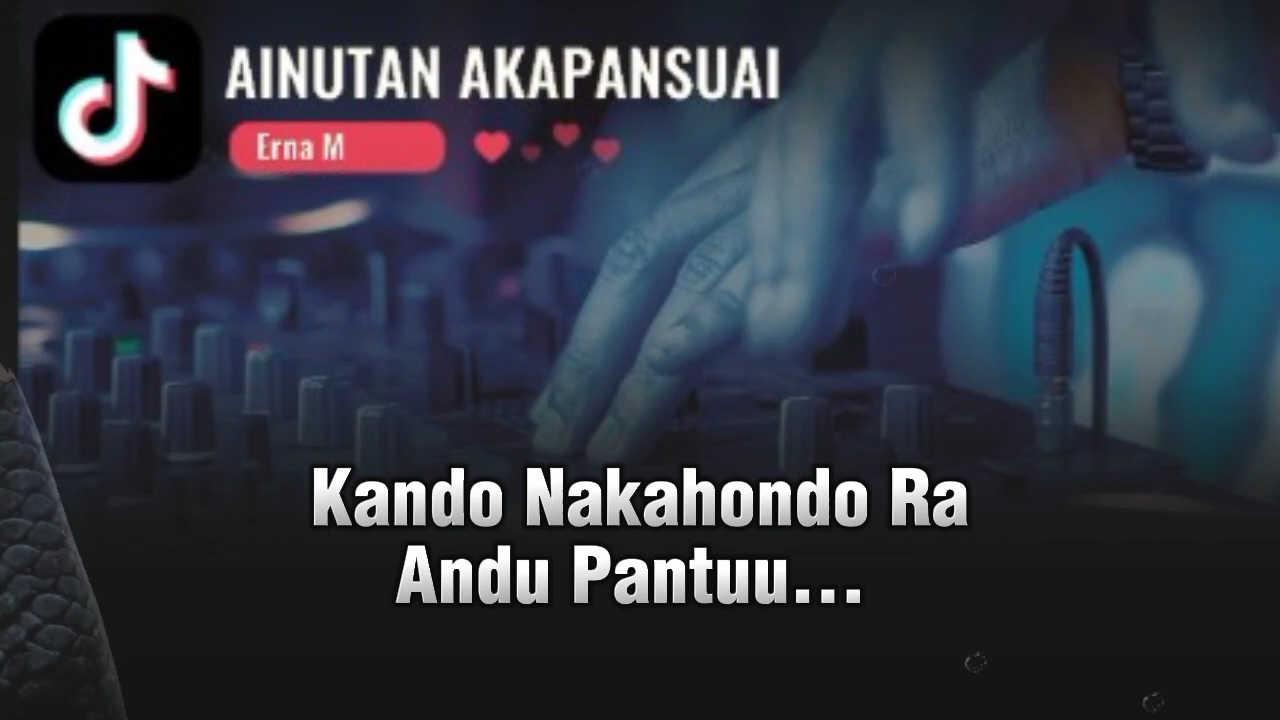 AINUTAN AKAPANSUAI
Erna M
Kando Nakahondo Ra
Andu Pantuu...